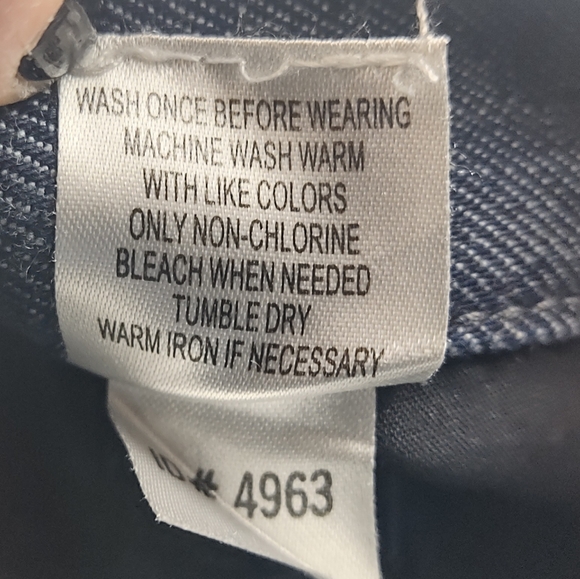 WASH ONCE BEFORE WEARING
MACHINE WASH WARM
WITH LIKE COLORS
ONLY NON-CHLORINE
BLEACH WHEN NEEDED
TUMBLE DRY
WARM IRON IF NECESSARY
ID # 4963